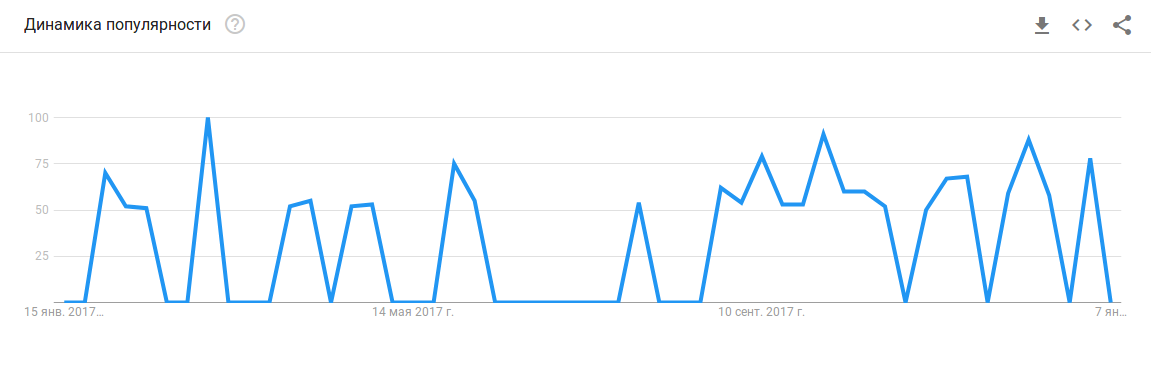 Динамика популярности
100
75
50
25
15 янв. 2017…
14 мая 2017 г.
10 сент. 2017 г.
7 ян…